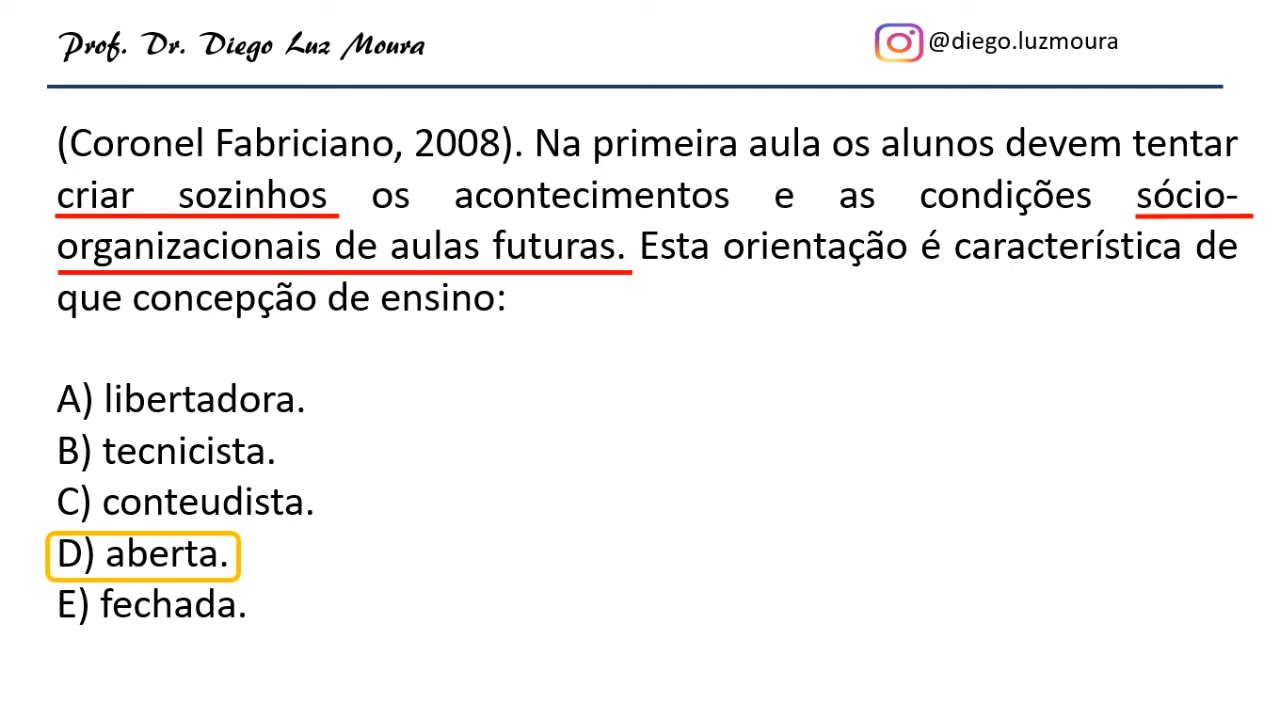 Prof. Dr. Diego Luz Moura
@diego.luzmoura
(Coronel Fabriciano, 2008). Na primeira aula os alunos devem tentar
criar sozinhos os acontecimentos e as condições sócio-
organizacionais de aulas futuras. Esta orientação é característica de
que concepção de ensino:
A) libertadora.
B) tecnicista.
C) conteudista.
D) aberta.
E) fechada.